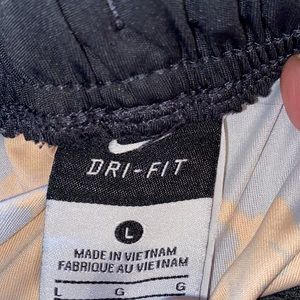 DRI-FIT
L
MADE IN VIETNAM
FABRIQUÉ AU VIETNAM
L G G